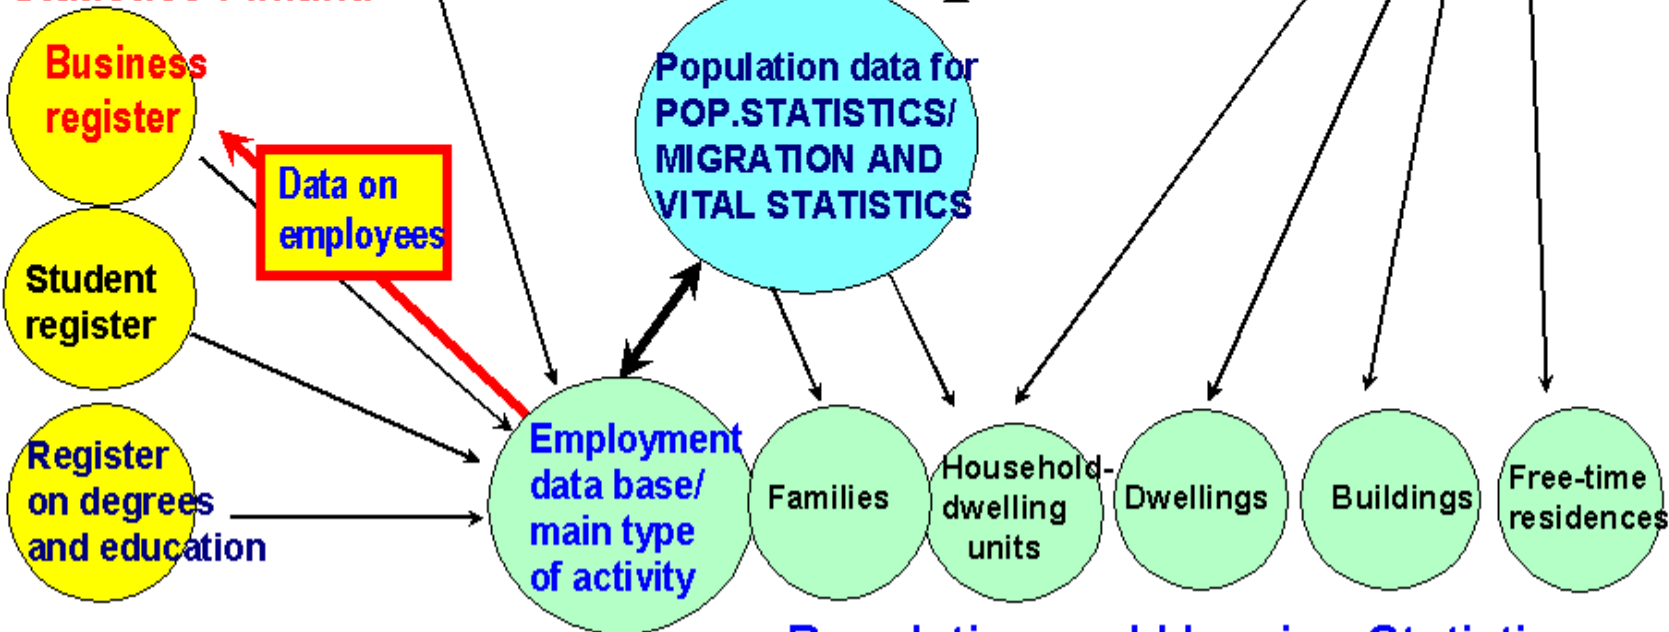 Business
register
Data on
employees
Population data for
POP.STATISTICS/
MIGRATION AND
VITAL STATISTICS
Student
register
Register
on degrees
and education
Employment
data base/
main type
of activity
Families
Household-
dwelling
units
Dwellings
Buildings
Free-time
residences